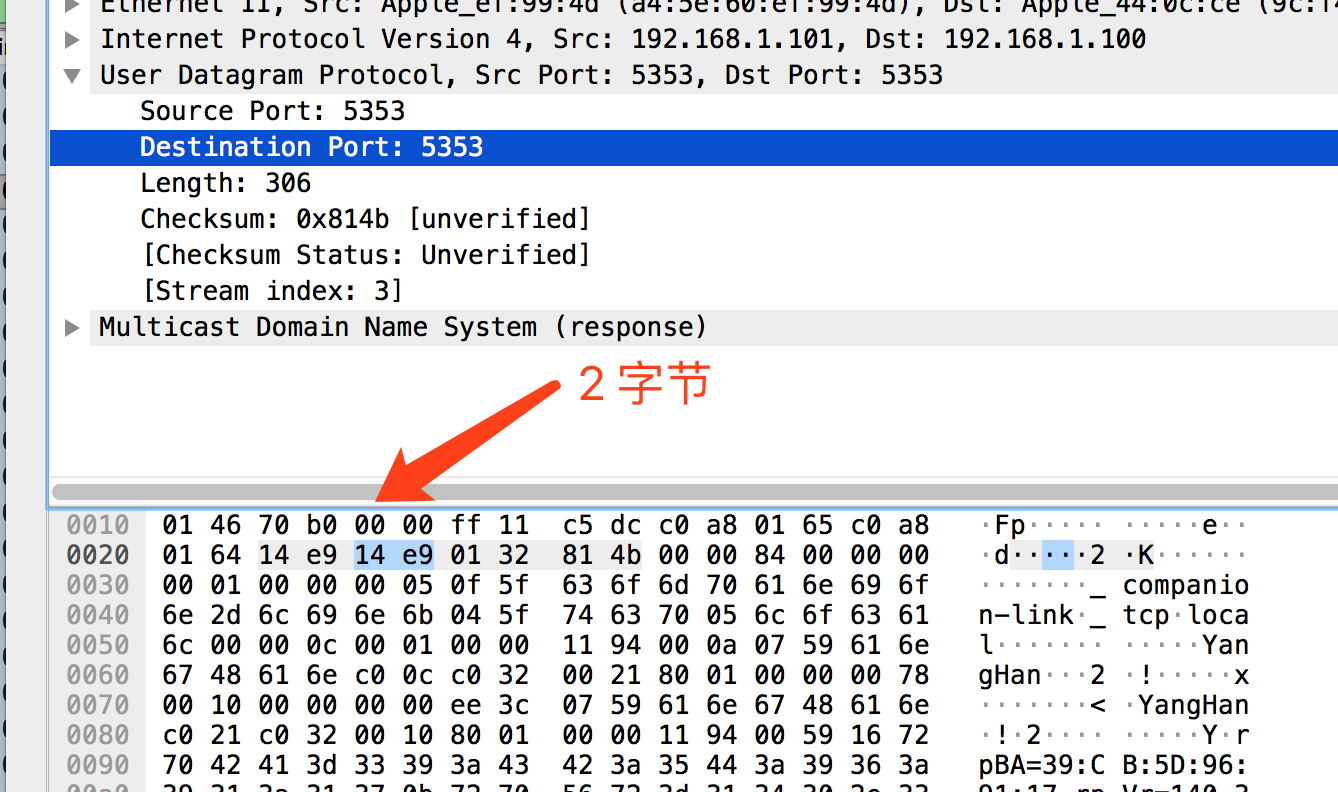 Ethernet II, Src: Apple_ef:99:4d (a4:5e:60:ef:99:4d), Dst: Apple_44:0c:ce (9c:f4
Internet Protocol Version 4, Src: 192.168.1.101, Dst: 192.168.1.100
User Datagram Protocol, Src Port: 5353, Dst Port: 5353
Source Port: 5353
Destination Port: 5353
Length: 306
Checksum: 0x814b [unverified]
[Checksum Status: Unverified]
[Stream index: 3]
Multicast Domain Name System (response)
2 字节
0010 01 46 70 b0 00 00 ff 11 c5 dc c0 a8 01 65 c0 a8 ·Fp····· ·····e··
0020 01 64 14 e9 14 e9 01 32 81 4b 00 00 84 00 00 00 ·d·····2 ·K······
0030 00 01 00 00 00 05 0f 5f 63 6f 6d 70 61 6e 69 6f ·······_ companio
0040 6e 2d 6c 69 6e 6b 04 5f 74 63 70 05 6c 6f 63 61 n-link·_ tcp·loca
0050 6c 00 00 0c 00 01 00 00 11 94 00 0a 07 59 61 6e l······· ·····Yan
0060 67 48 61 6e c0 0c c0 32 00 21 80 01 00 00 00 78 gHan···2 ·!·····x
0070 00 10 00 00 00 00 ee 3c 07 59 61 6e 67 48 61 6e ·······< ·YangHan
0080 c0 21 c0 32 00 10 80 01 00 00 11 94 00 59 16 72 ·!·2···· ·····Y·r
0090 70 42 41 3d 33 39 3a 43 42 3a 35 44 3a 39 36 3a pBA=39:C B:5D:96: